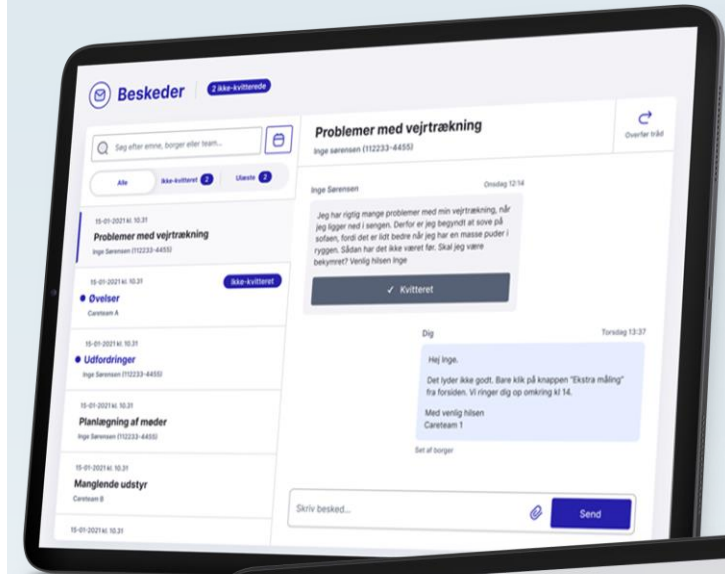 Beskeder
2 ikke-kvitterede
Søg efter emne, borger eller team...
Alle
Ikke-kvitteret 2
Ulæste 2
15-01-2021 kl. 10.31
Problemer med vejrtrækning
Inge Sørensen (112233-4455)
15-01-2021 kl. 10.31
Ikke-kvitteret
Øvelser
Careteam A
15-01-2021 kl. 10.31
Udfordringer
Inge Sørensen (112233-4455)
15-01-2021 kl. 10.31
Planlægning af møder
Inge Sørensen (112233-4455)
15-01-2021 kl. 10.31
Manglende udstyr
Careteam B
15-01-2021 kl. 10.31
Problemer med vejrtrækning
Inge sørensen (112233-4455)
Overfør tråd
Inge Sørensen
Onsdag 12:14
Jeg har rigtig mange problemer med min vejrtrækning, når
jeg ligger ned i sengen. Derfor er jeg begyndt at sove på
sofaen, fordi det er lidt bedre når jeg har en masse puder i
ryggen. Sådan har det ikke været før. Skal jeg være
bekymret? Venlig hilsen Inge
✓ Kvitteret
Dig
Torsdag 13:37
Hej Inge.
Det lyder ikke godt. Bare klik på knappen "Ekstra måling"
fra forsiden. Vi ringer dig op omkring kl 14.
Med venlig hilsen
Careteam 1
Set af borger
Skriv besked...
Send